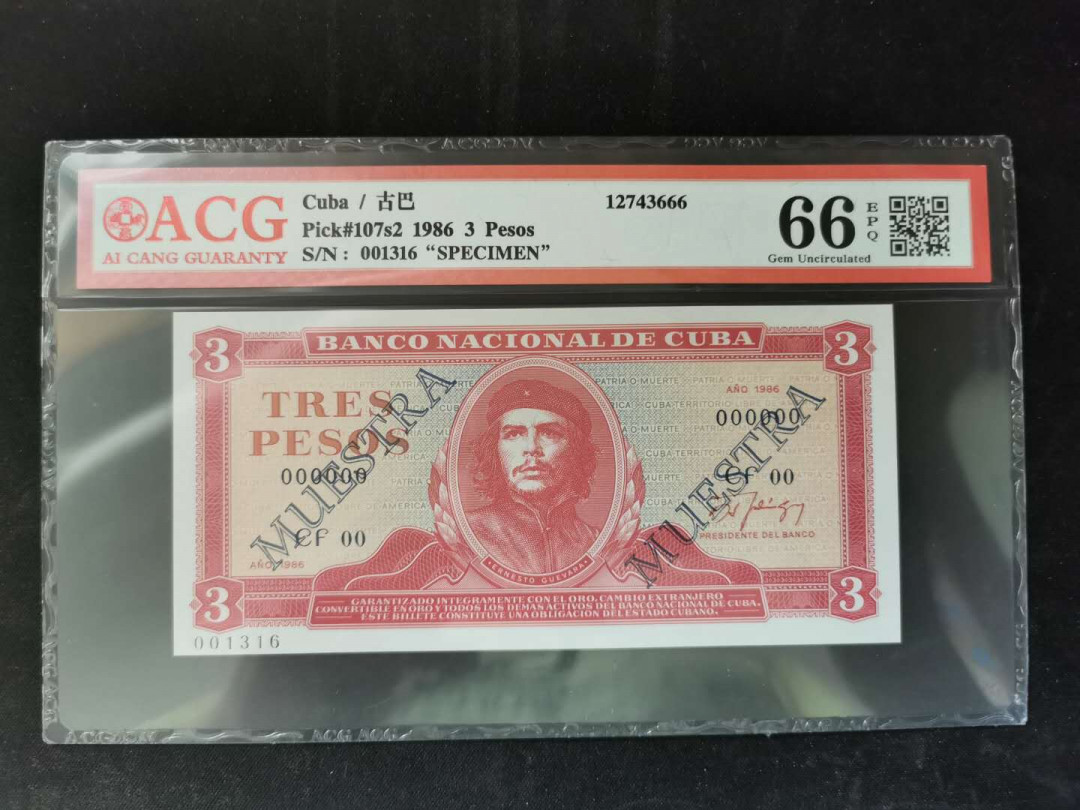 ACG
AI CANG GUARANTY
Cuba / 古巴
Pick#107s2 1986 3 Pesos
S/N: 001316 “SPECIMEN”
12743666
66
EPQ
Gem Uncirculated
BANCO NACIONAL DE CUBA
3
3
TRES
PESOS
000000
CF 00
AÑO 1986
MUESTRA
AÑO 1986
000000
CF 00
MUESTRA
PRESIDENTE DEL BANCO
ERNESTO GUEVARA
3
3
GARANTIZADO INTEGRAMENTE CON EL ORO, CAMBIO EXTRANJERO
CONVERTIBLE EN ORO Y TODOS LOS DEMAS ACTIVOS DEL BANCO NACIONAL DE CUBA.
ESTE BILLETE CONSTITUYE UNA OBLIGACION DEL ESTADO CUBANO.
001316
ACG ACG